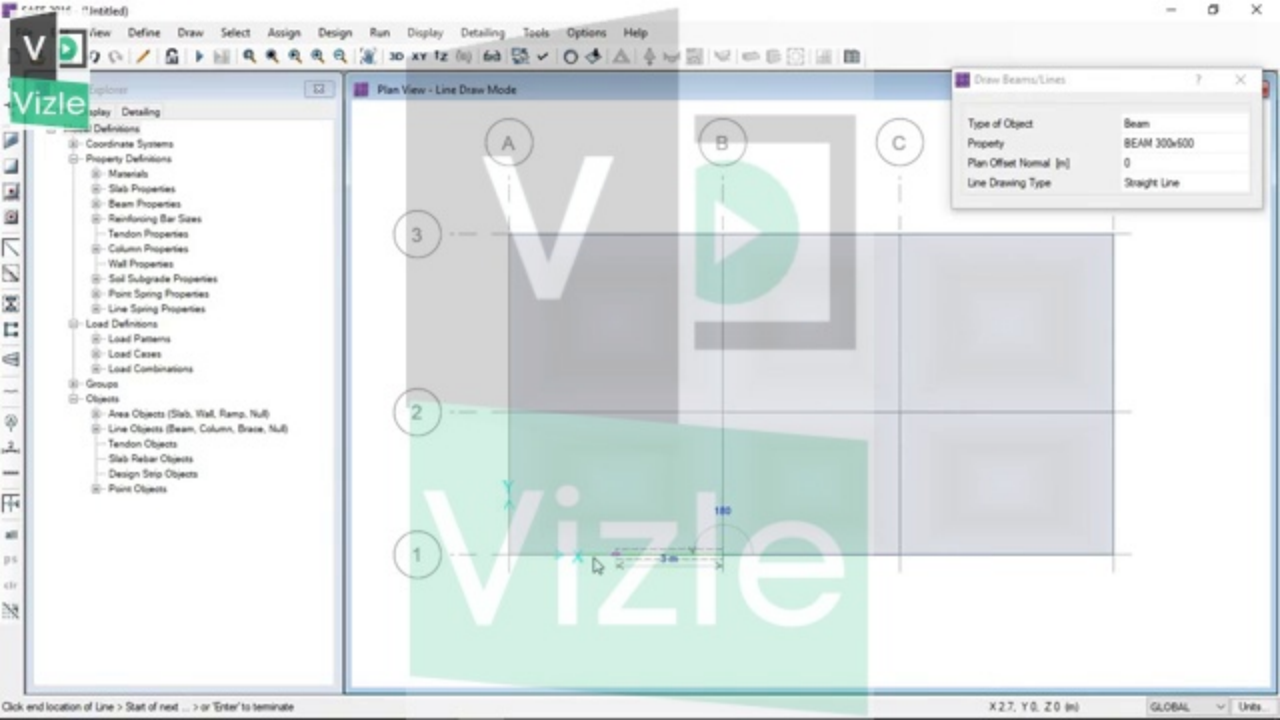 SAFE 2016 - (Untitled)
View Define Draw Select Assign Design Run Display Detailing Tools Options Help
3D XY
V
Vizle
Explorer
Display Detailing
Model Definitions
Coordinate Systems
Property Definitions
Materials
Slab Properties
Beam Properties
Reinforcing Bar Sizes
Tendon Properties
Column Properties
Wall Properties
Soil Subgrade Properties
Point Spring Properties
Line Spring Properties
Load Definitions
Load Patterns
Load Cases
Load Combinations
Groups
Objects
Area Objects (Slab, Wall, Ramp, Null)
Line Objects (Beam, Column, Brace, Null)
Tendon Objects
Slab Rebar Objects
Design Strip Objects
Point Objects
all
ps
clr
Plan View - Line Draw Mode
A B C
3
2
1
Y
X
180
3 m
V
Vizle
Draw Beams/Lines ?
Type of Object Beam
Property BEAM 300x600
Plan Offset Normal [m] 0
Line Drawing Type Straight Line
Click end location of Line > Start of next ... > or 'Enter' to terminate
X 2.7, Y 0, Z 0 (m) GLOBAL Units...